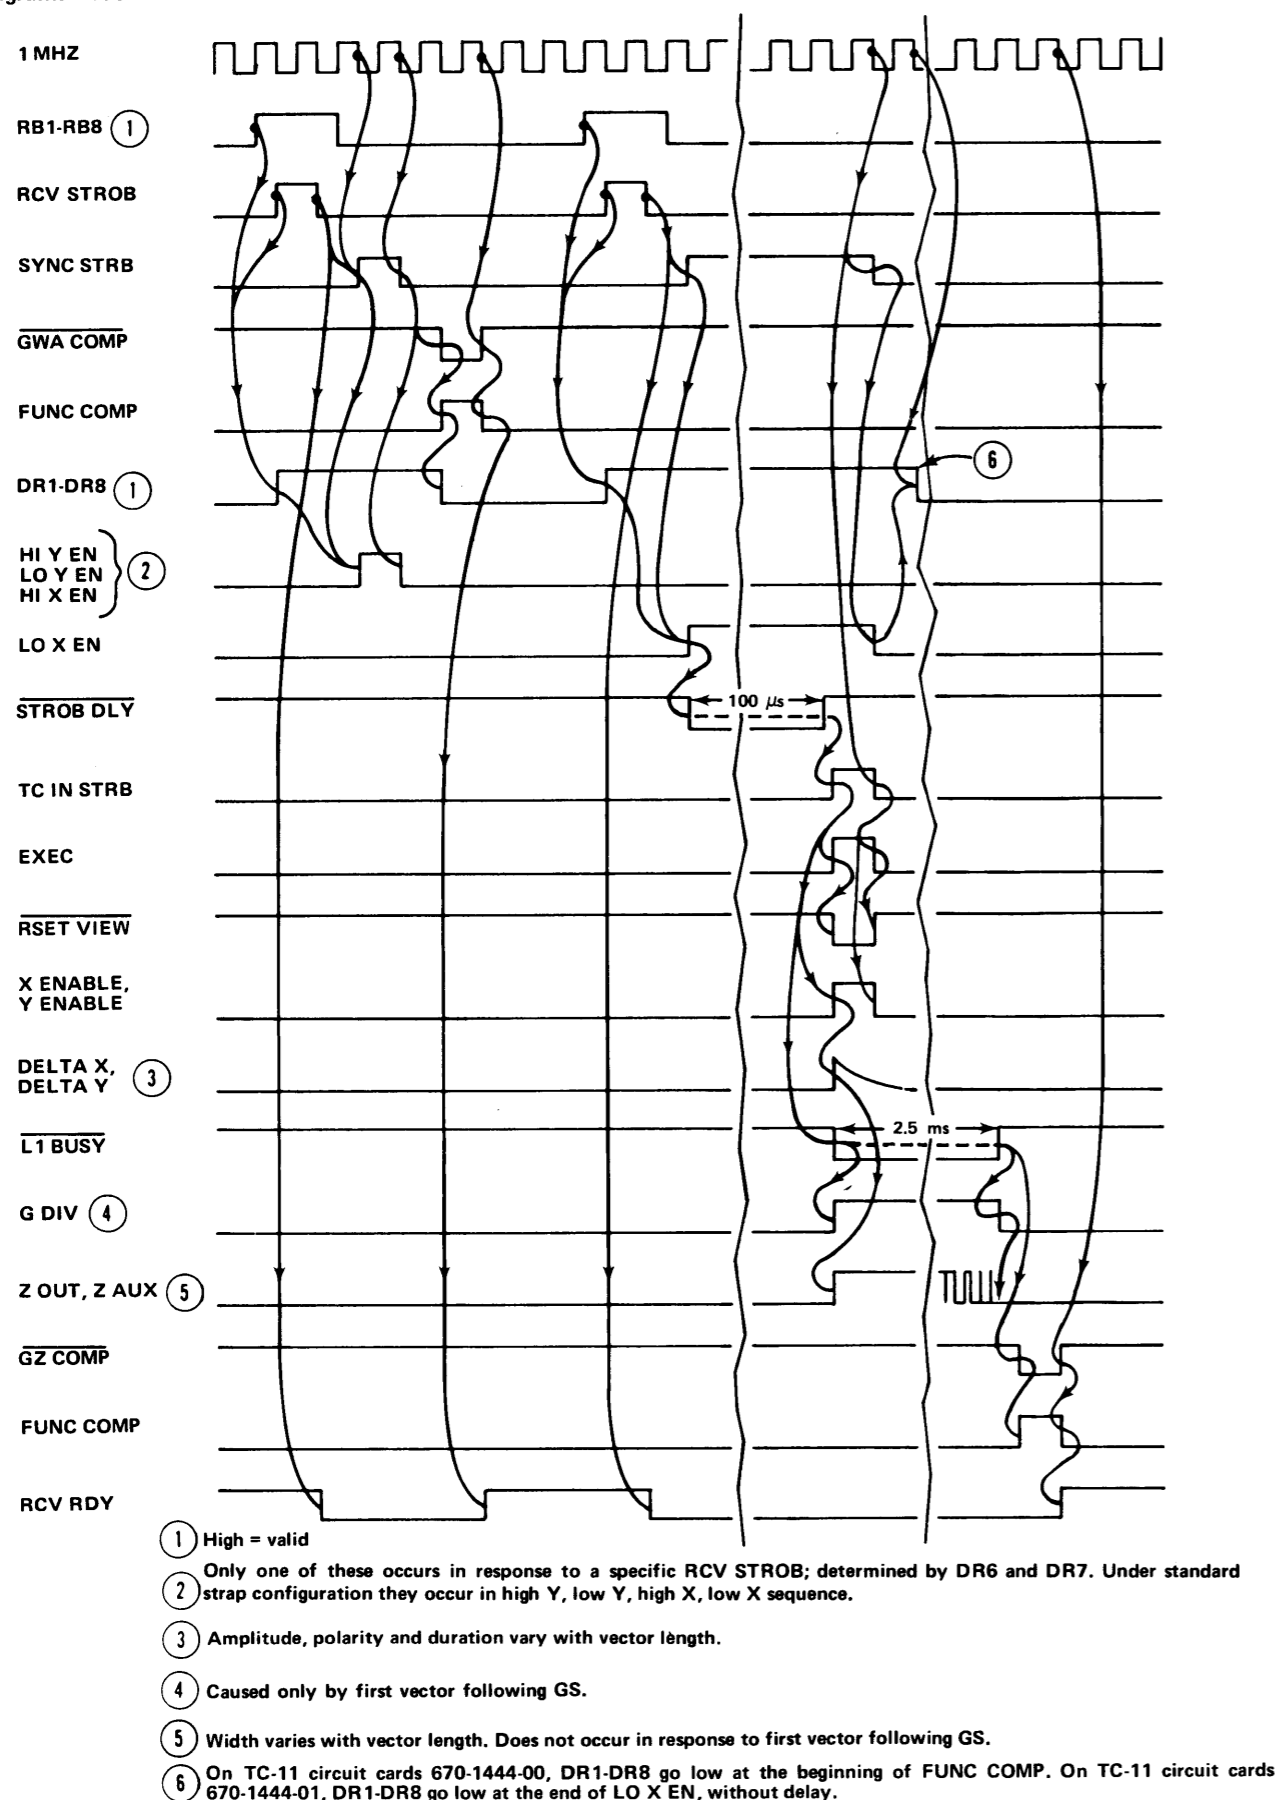 1 MHZ
RB1-RB8 1
RCV STROB
SYNC STRB
GWA COMP
FUNC COMP
DR1-DR8 1
6
HI Y EN
LO Y EN
HI X EN
2
LO X EN
STROB DLY
100 μs
TC IN STRB
EXEC
RSET VIEW
X ENABLE,
Y ENABLE
DELTA X,
DELTA Y
3
L1 BUSY
2.5 ms
G DIV 4
Z OUT, Z AUX 5
GZ COMP
FUNC COMP
RCV RDY
1 High = valid
2 Only one of these occurs in response to a specific RCV STROB; determined by DR6 and DR7. Under standard
strap configuration they occur in high Y, low Y, high X, low X sequence.
3 Amplitude, polarity and duration vary with vector length.
4 Caused only by first vector following GS.
5 Width varies with vector length. Does not occur in response to first vector following GS.
6 On TC-11 circuit cards 670-1444-00, DR1-DR8 go low at the beginning of FUNC COMP. On TC-11 circuit cards
670-1444-01, DR1-DR8 go low at the end of LO X EN, without delay.